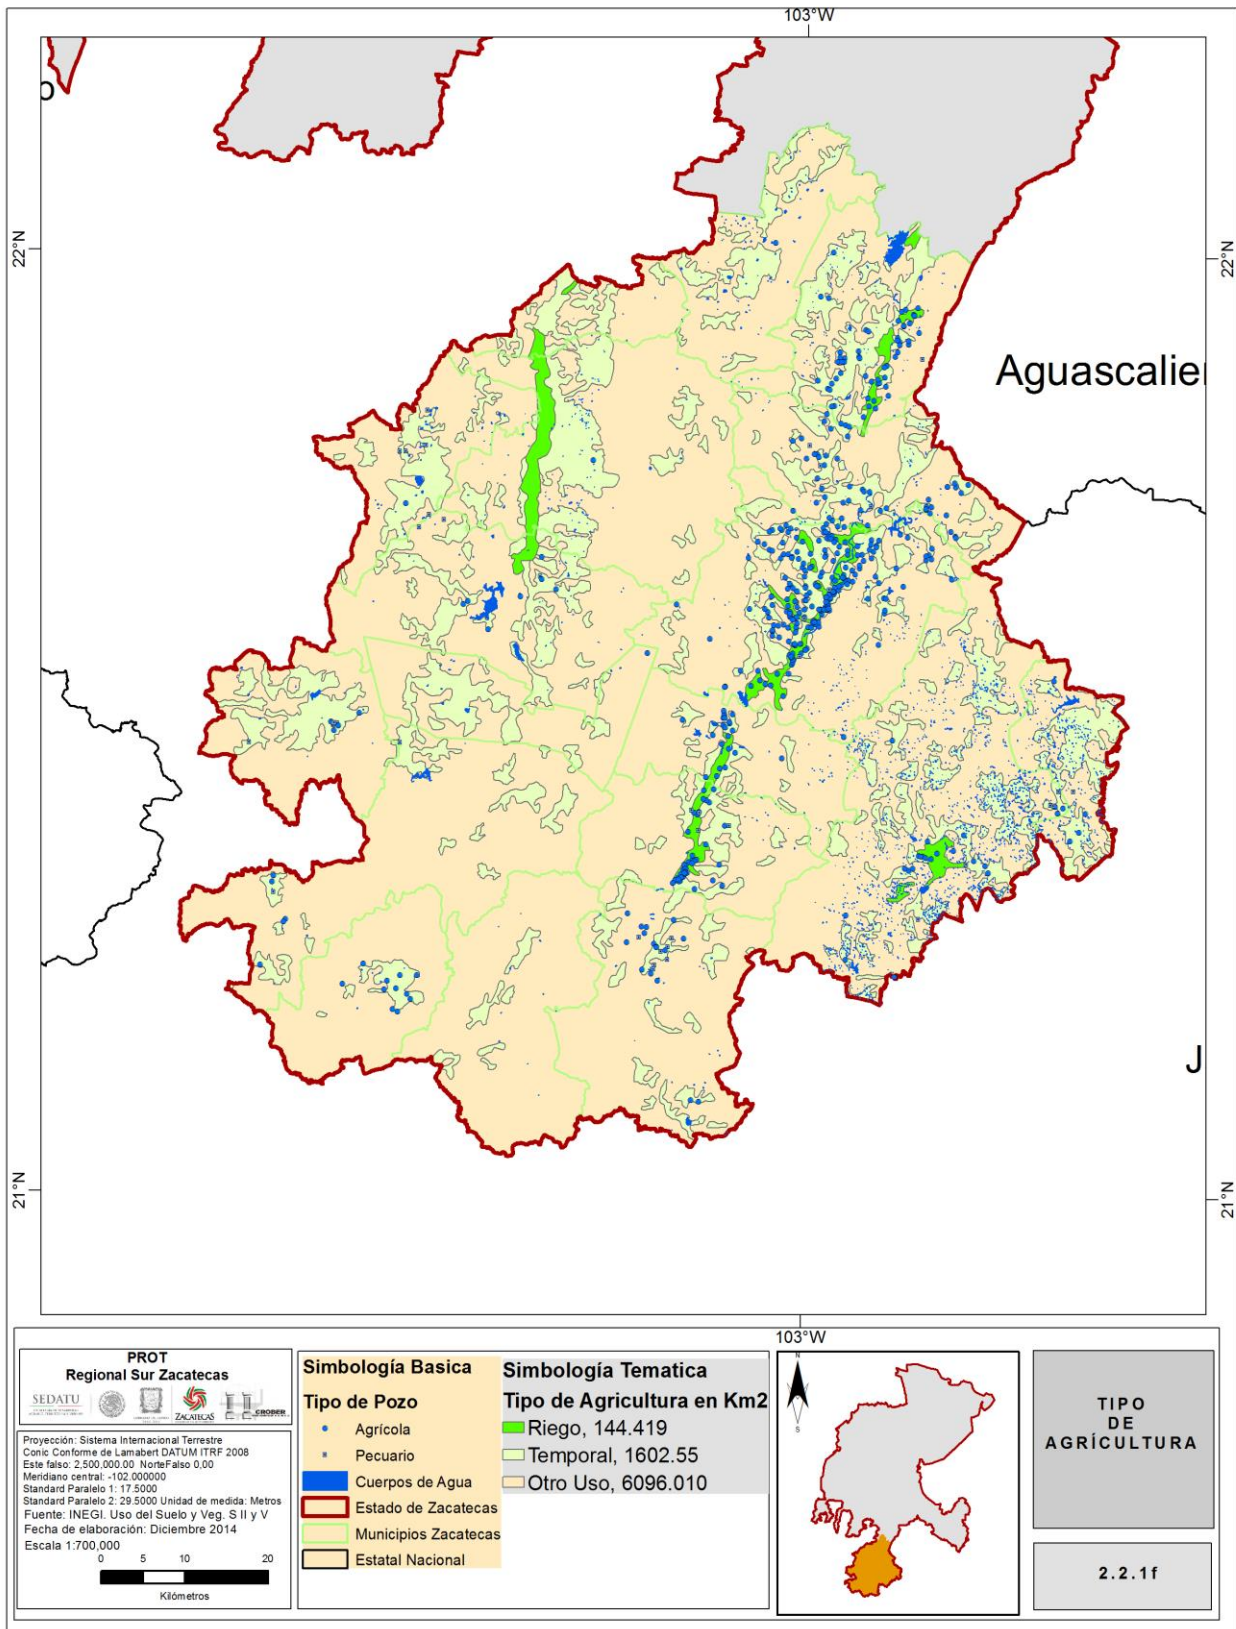 103°W
o
22°N
22°N
Aguascalier
J
21°N
21°N
103°W
PROT
Regional Sur Zacatecas
SEDATU
ZACATECAS
GROBER
Proyección: Sistema Internacional Terrestre
Conic Conforme de Lamabert DATUM ITRF 2008
Este falso: 2,500,000.00 NorteFalso 0,00
Meridiano central: -102.000000
Standard Paralelo 1: 17.5000
Standard Paralelo 2: 29.5000 Unidad de medida: Metros
Fuente: INEGI. Uso del Suelo y Veg. S II y V
Fecha de elaboración: Diciembre 2014
Escala 1:700,000
0 5 10 20
Kilómetros
Simbología Basica
Tipo de Pozo
Agrícola
Pecuario
Cuerpos de Agua
Estado de Zacatecas
Municipios Zacatecas
Estatal Nacional
Simbología Tematica
Tipo de Agricultura en Km2
Riego, 144.419
Temporal, 1602.55
Otro Uso, 6096.010
N
S
TIPO
DE
AGRÍCULTURA
2.2.1f